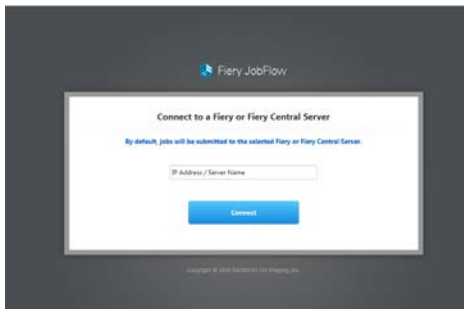 Fiery JobFlow
Connect to a Fiery or Fiery Central Server
By default, jobs will be submitted to the selected Fiery or Fiery Central Server.
IP Address / Server Name
Connect
Copyright ©